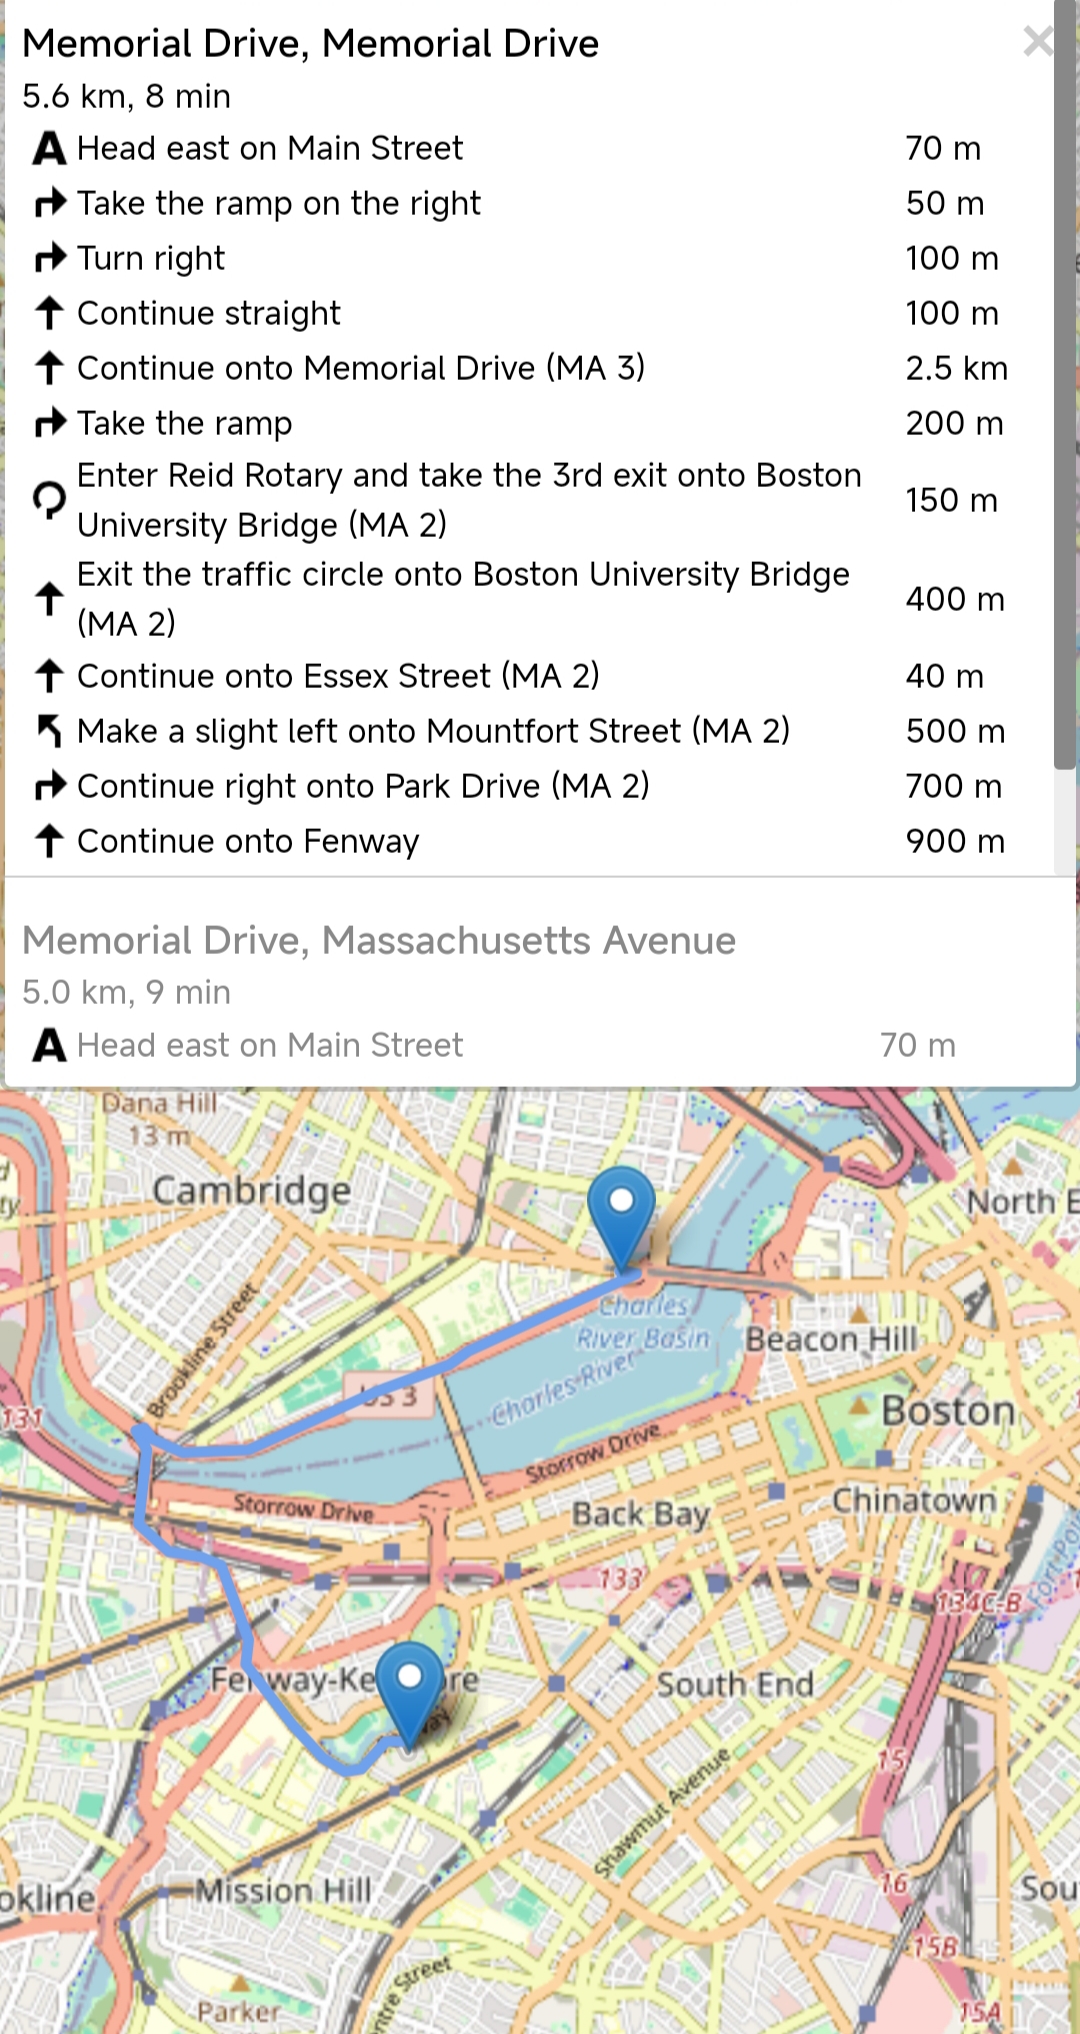 Memorial Drive, Memorial Drive
5.6 km, 8 min
A Head east on Main Street 70 m
Take the ramp on the right 50 m
Turn right 100 m
Continue straight 100 m
Continue onto Memorial Drive (MA 3) 2.5 km
Take the ramp 200 m
Enter Reid Rotary and take the 3rd exit onto Boston
University Bridge (MA 2) 150 m
Exit the traffic circle onto Boston University Bridge
(MA 2) 400 m
Continue onto Essex Street (MA 2) 40 m
Make a slight left onto Mountfort Street (MA 2) 500 m
Continue right onto Park Drive (MA 2) 700 m
Continue onto Fenway 900 m
Memorial Drive, Massachusetts Avenue
5.0 km, 9 min
A Head east on Main Street 70 m
Dana Hill
13 m
Cambridge
North E
Brookline Street
Charles
River Basin
Beacon Hill
Charles River
US 3
131
Boston
Storrow Drive
Storrow Drive
Back Bay
Chinatown
133
134C-B
Fort Poi
South End
15
Shawmut Avenue
okline
Mission Hill
16
Sou
15B
ntre Street
Parker
15A